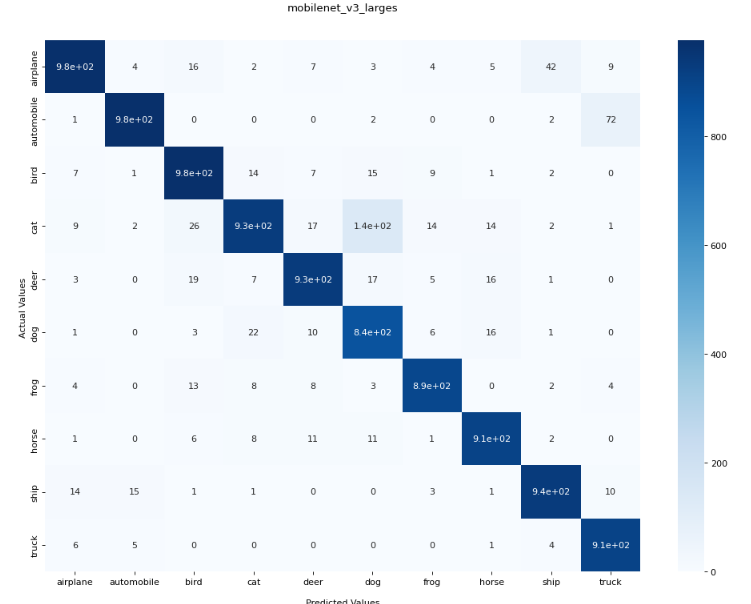 mobilenet_v3_larges
airplane 9.8e+02 4 16 2 7 3 4 5 42 9
automobile 1 9.8e+02 0 0 0 2 0 0 2 72
bird 7 1 9.8e+02 14 7 15 9 1 2 0
cat 9 2 26 9.3e+02 17 1.4e+02 14 14 2 1
deer 3 0 19 7 9.3e+02 17 5 16 1 0
dog 1 0 3 22 10 8.4e+02 6 16 1 0
frog 4 0 13 8 8 3 8.9e+02 0 2 4
horse 1 0 6 8 11 11 1 9.1e+02 2 0
ship 14 15 1 1 0 0 3 1 9.4e+02 10
truck 6 5 0 0 0 0 0 1 4 9.1e+02
airplane automobile bird cat deer dog frog horse ship truck
Predicted Values
Actual Values
800
600
400
200
0